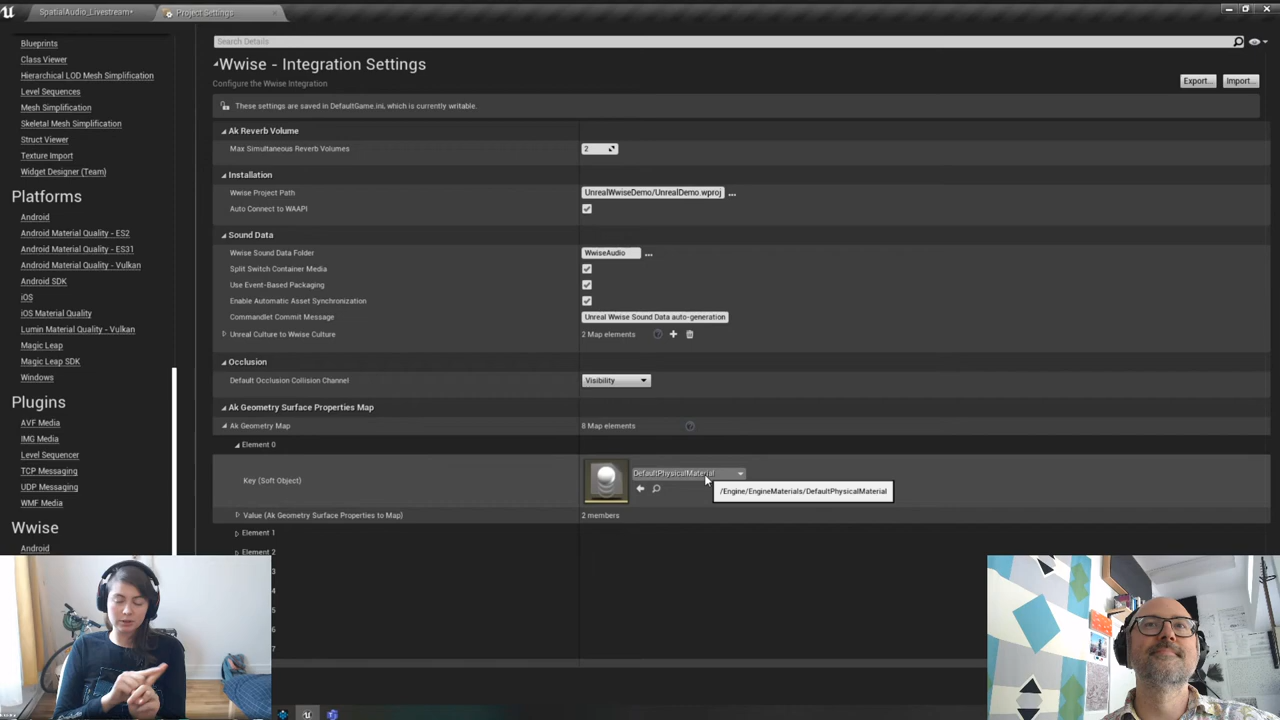 SpatialAudio_Livestream*
Project Settings
Blueprints
Class Viewer
Hierarchical LOD Mesh Simplification
Level Sequences
Mesh Simplification
Skeletal Mesh Simplification
Struct Viewer
Texture Import
Widget Designer (Team)
Platforms
Android
Android Material Quality - ES2
Android Material Quality - ES31
Android Material Quality - Vulkan
Android SDK
iOS
iOS Material Quality
Lumin Material Quality - Vulkan
Magic Leap
Magic Leap SDK
Windows
Plugins
AVF Media
IMG Media
Level Sequencer
TCP Messaging
UDP Messaging
WMF Media
Wwise
Android
Search Details
Wwise - Integration Settings
Configure the Wwise Integration
Export...
Import...
These settings are saved in DefaultGame.ini, which is currently writable.
Ak Reverb Volume
Max Simultaneous Reverb Volumes
2
Installation
Wwise Project Path
UnrealWwiseDemo/UnrealDemo.wproj
...
Auto Connect to WAAPI
Sound Data
Wwise Sound Data Folder
WwiseAudio
...
Split Switch Container Media
Use Event-Based Packaging
Enable Automatic Asset Synchronization
Commandlet Commit Message
Unreal Wwise Sound Data auto-generation
Unreal Culture to Wwise Culture
2 Map elements
Occlusion
Default Occlusion Collision Channel
Visibility
Ak Geometry Surface Properties Map
Ak Geometry Map
8 Map elements
Element 0
Key (Soft Object)
DefaultPhysicalMaterial
/Engine/EngineMaterials/DefaultPhysicalMaterial
Value (Ak Geometry Surface Properties to Map)
2 members
Element 1
Element 2
3
4
5
6
7